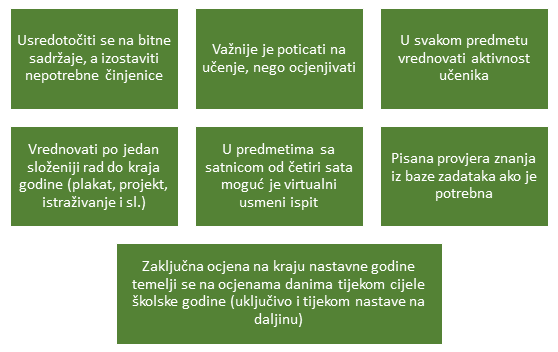 Usredotočiti se na bitne
sadržaje, a izostaviti
nepotrebne činjenice
Važnije je poticati na
učenje, nego ocjenjivati
U svakom predmetu
vrednovati aktivnost
učenika
Vrednovati po jedan
složeniji rad do kraja
godine (plakat, projekt,
istraživanje i sl.)
U predmetima sa
satnicom od četiri sata
moguć je virtualni
usmeni ispit
Pisana provjera znanja
iz baze zadataka ako je
potrebna
Zaključna ocjena na kraju nastavne godine
temelji se na ocjenama danima tijekom cijele
školske godine (uključivo i tijekom nastave na
daljinu)